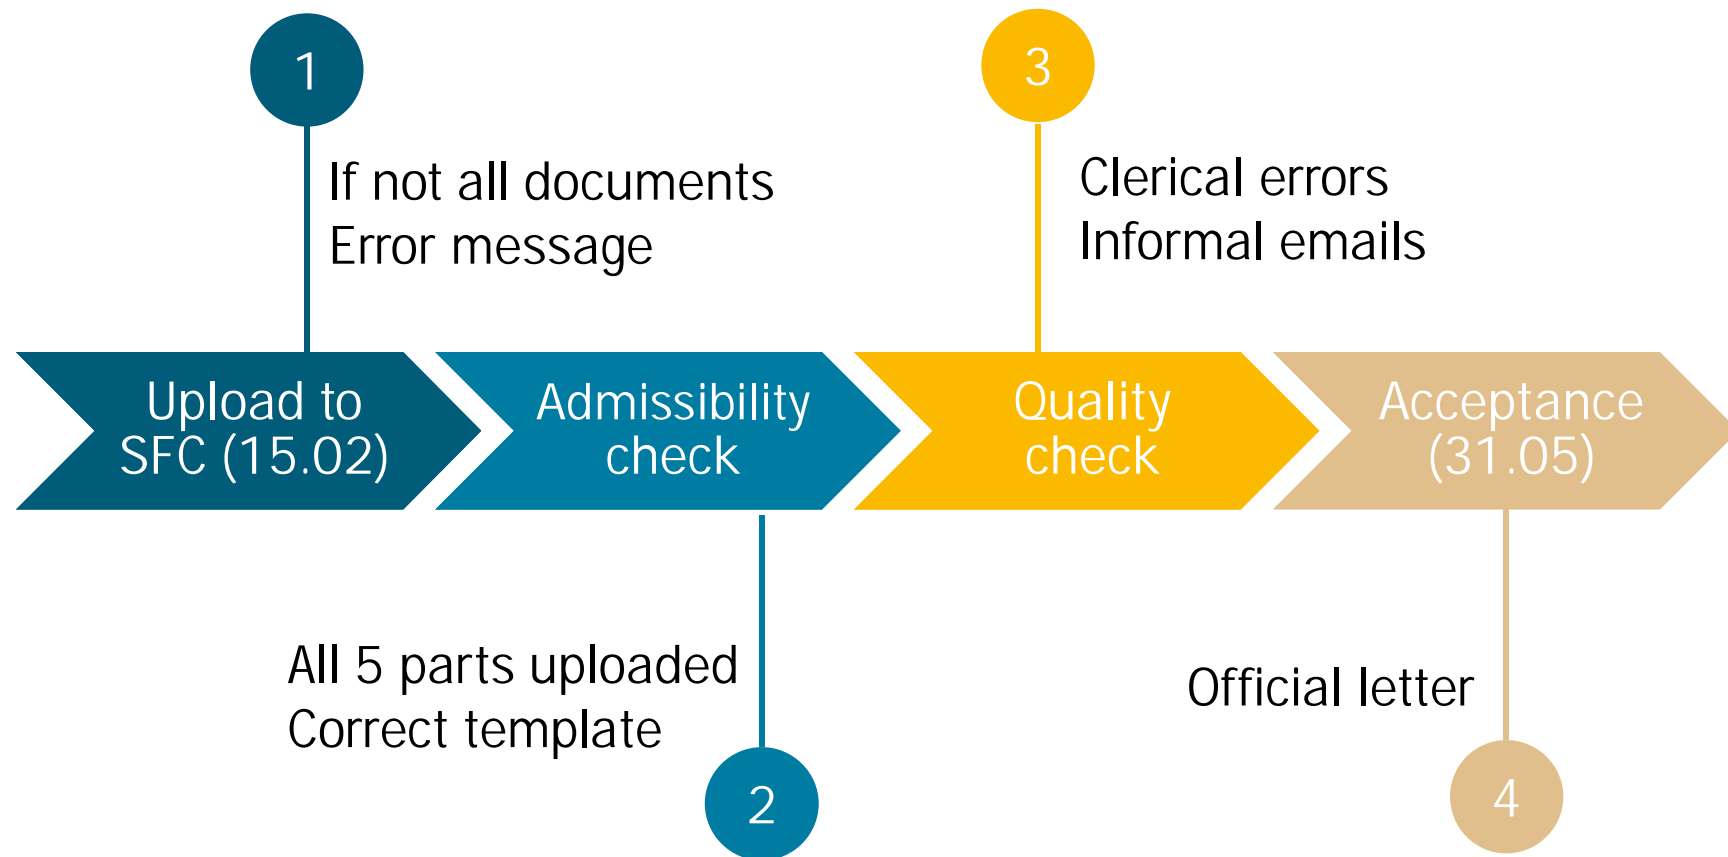 1
If not all documents
Error message
3
Clerical errors
Informal emails
Upload to
SFC (15.02)
Admissibility
check
Quality
check
Acceptance
(31.05)
All 5 parts uploaded
Correct template
2
Official letter
4